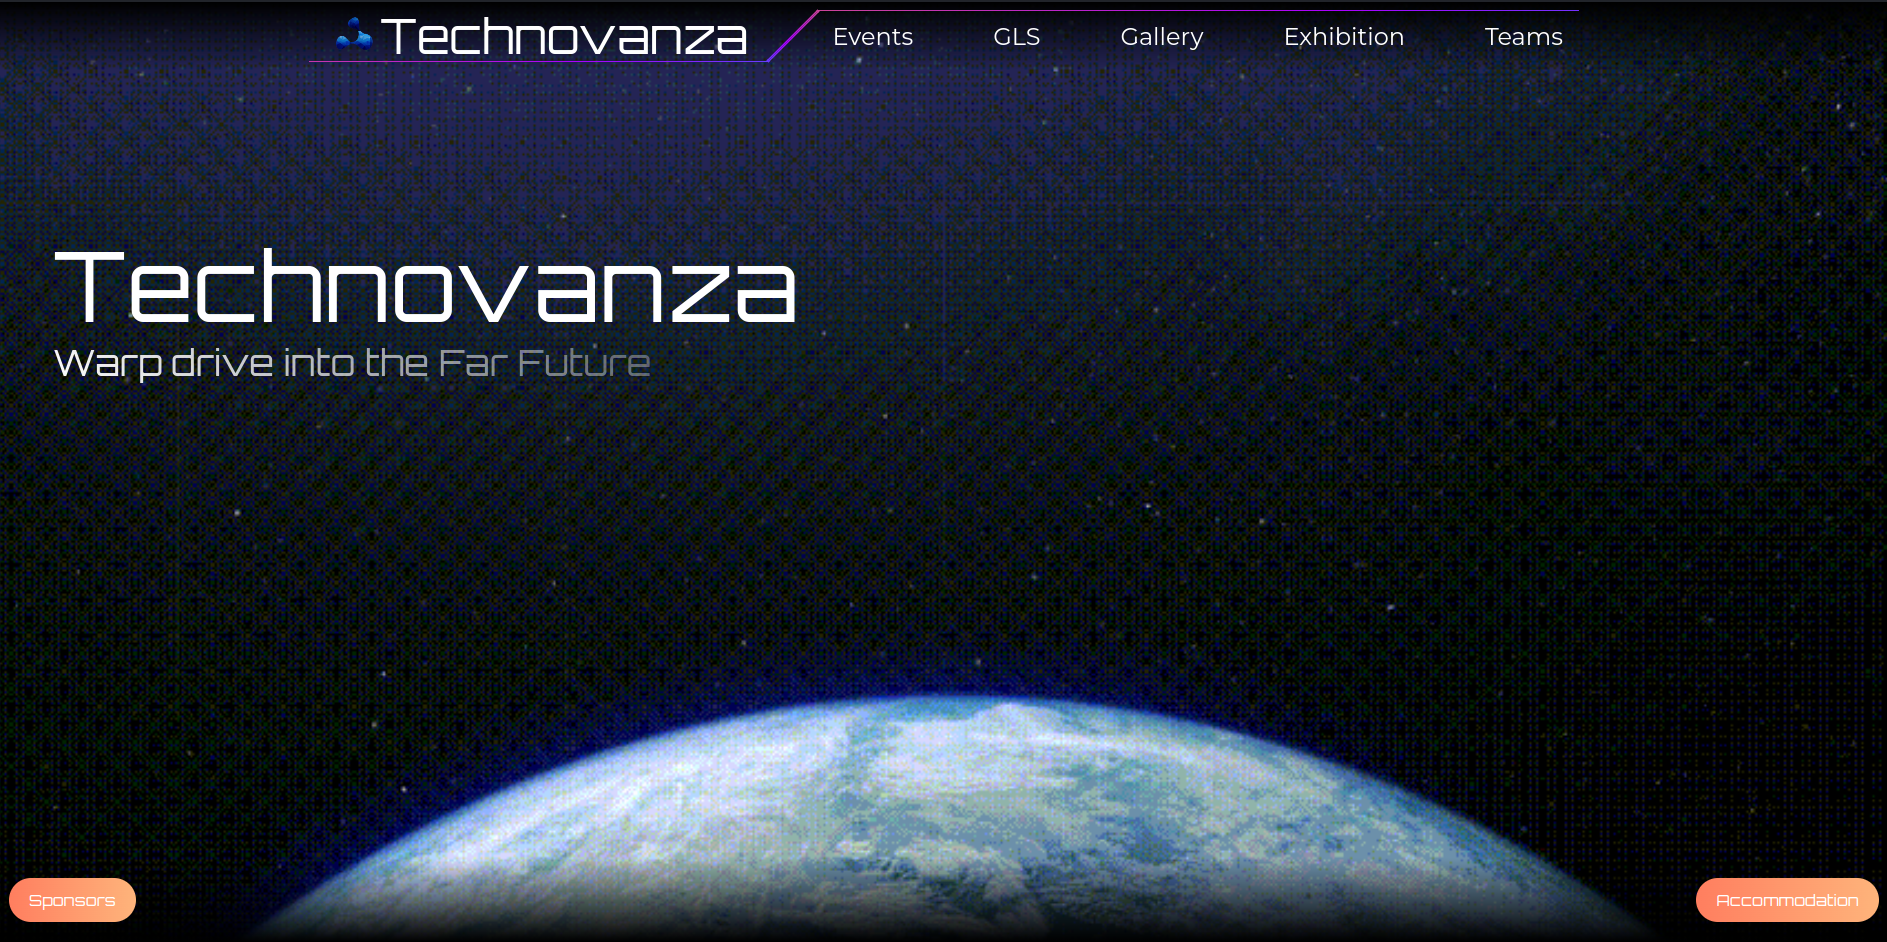 Technovanza
Events GLS Gallery Exhibition Teams
Technovanza
Warp drive into the Far Future
Sponsors
Accommodation